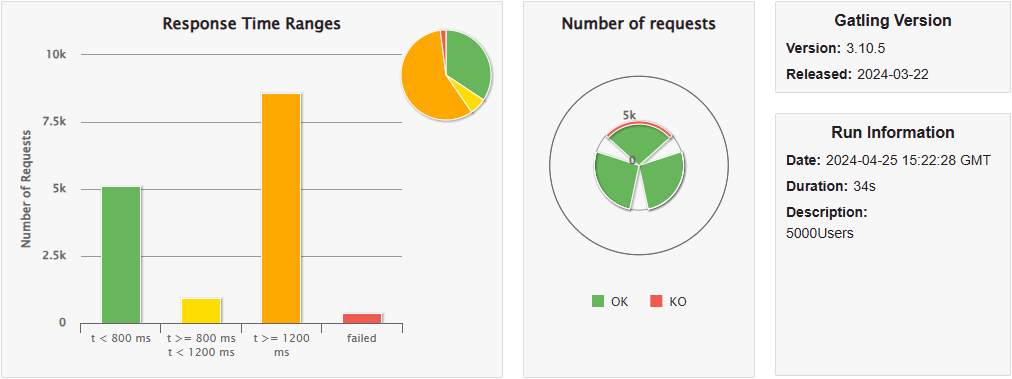 Response Time Ranges
Number of Requests
10k
7.5k
5k
2.5k
0
t < 800 ms
t >= 800 ms
t < 1200 ms
t >= 1200
ms
failed
Number of requests
5k
0
OK
KO
Gatling Version
Version: 3.10.5
Released: 2024-03-22
Run Information
Date: 2024-04-25 15:22:28 GMT
Duration: 34s
Description:
5000Users